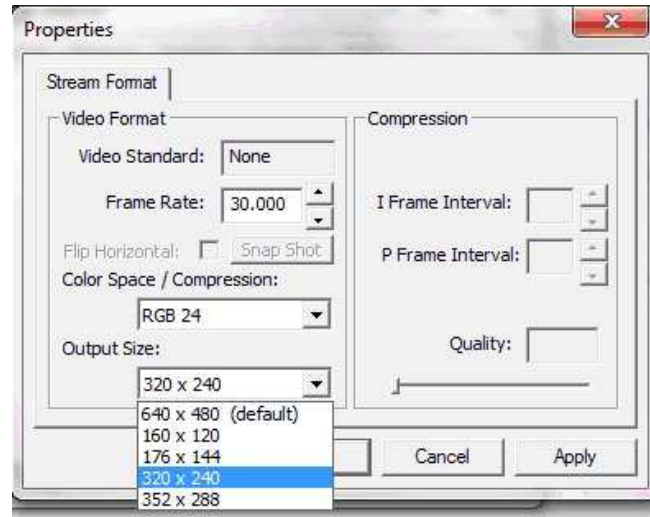 Properties
Stream Format
Video Format
Video Standard: None
Frame Rate: 30.000
Flip Horizontal: Snap Shot
Color Space / Compression:
RGB 24
Output Size:
320 x 240
640 x 480 (default)
160 x 120
176 x 144
320 x 240
352 x 288
Compression
I Frame Interval:
P Frame Interval:
Quality:
Cancel
Apply